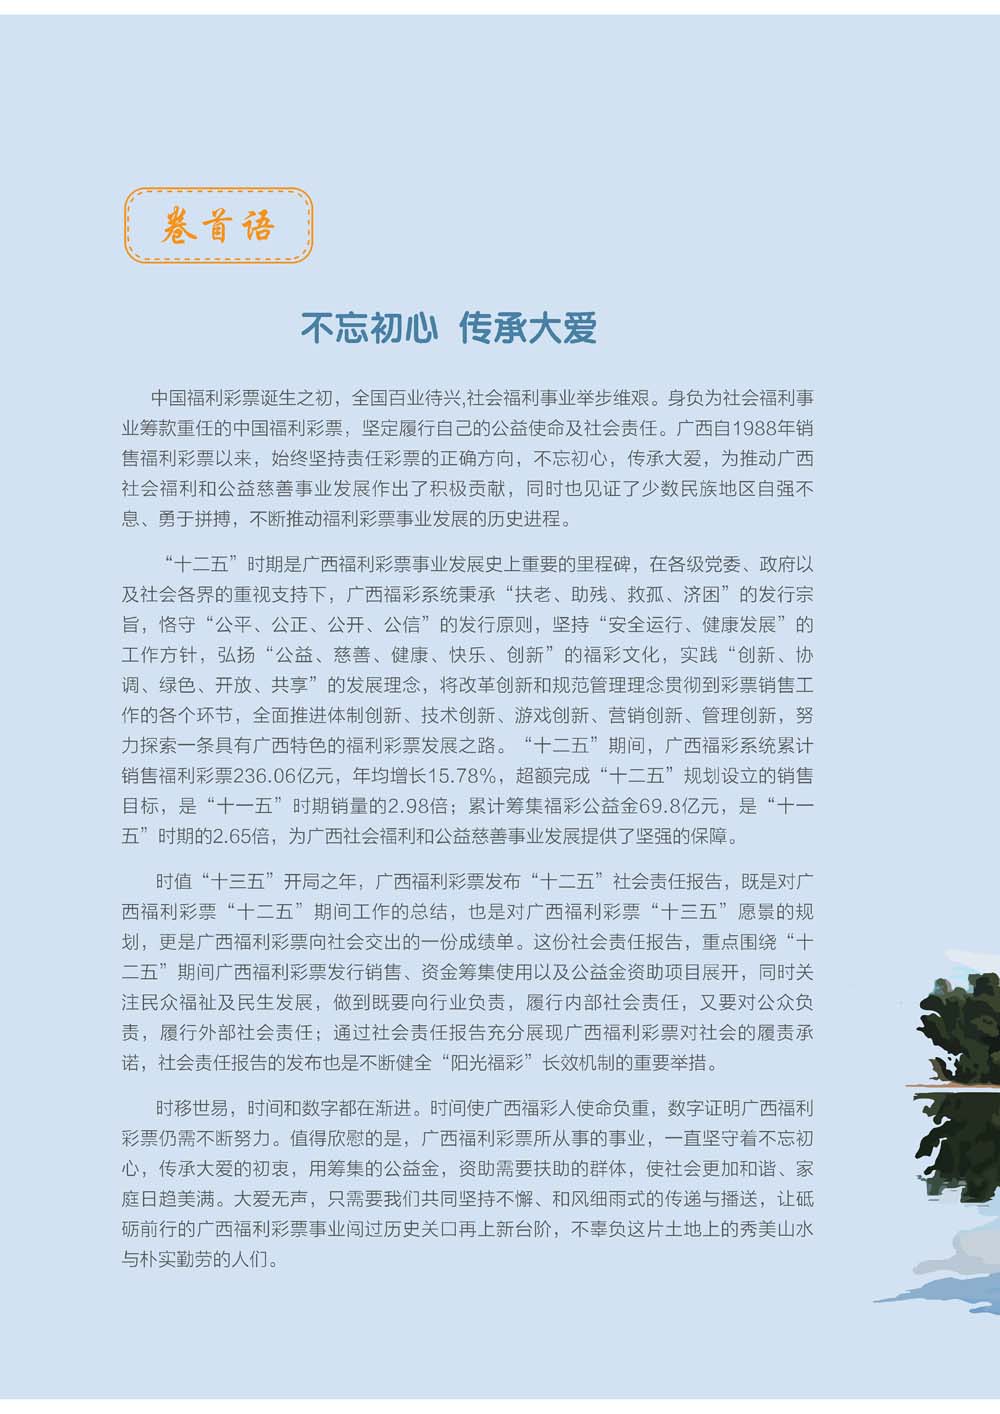 卷首语
不忘初心 传承大爱
中国福利彩票诞生之初，全国百业待兴,社会福利事业举步维艰。身负为社会福利事
业筹款重任的中国福利彩票，坚定履行自己的公益使命及社会责任。广西自1988年销
售福利彩票以来，始终坚持责任彩票的正确方向，不忘初心，传承大爱，为推动广西
社会福利和公益慈善事业发展作出了积极贡献，同时也见证了少数民族地区自强不
息、勇于拼搏，不断推动福利彩票事业发展的历史进程。
“十二五”时期是广西福利彩票事业发展史上重要的里程碑，在各级党委、政府以
及社会各界的重视支持下，广西福彩系统秉承“扶老、助残、救孤、济困”的发行宗
旨，恪守“公平、公正、公开、公信”的发行原则，坚持“安全运行、健康发展”的
工作方针，弘扬“公益、慈善、健康、快乐、创新”的福彩文化，实践“创新、协
调、绿色、开放、共享”的发展理念，将改革创新和规范管理理念贯彻到彩票销售工
作的各个环节，全面推进体制创新、技术创新、游戏创新、营销创新、管理创新，努
力探索一条具有广西特色的福利彩票发展之路。“十二五”期间，广西福彩系统累计
销售福利彩票236.06亿元，年均增长15.78%，超额完成“十二五”规划设立的销售
目标，是“十一五”时期销量的2.98倍；累计筹集福彩公益金69.8亿元，是“十一
五”时期的2.65倍，为广西社会福利和公益慈善事业发展提供了坚强的保障。
时值“十三五”开局之年，广西福利彩票发布“十二五”社会责任报告，既是对广
西福利彩票“十二五”期间工作的总结，也是对广西福利彩票“十三五”愿景的规
划，更是广西福利彩票向社会交出的一份成绩单。这份社会责任报告，重点围绕“十
二五”期间广西福利彩票发行销售、资金筹集使用以及公益金资助项目展开，同时关
注民众福祉及民生发展，做到既要向行业负责，履行内部社会责任，又要对公众负
责，履行外部社会责任；通过社会责任报告充分展现广西福利彩票对社会的履责承
诺，社会责任报告的发布也是不断健全“阳光福彩”长效机制的重要举措。
时移世易，时间和数字都在渐进。时间使广西福彩人使命负重，数字证明广西福利
彩票仍需不断努力。值得欣慰的是，广西福利彩票所从事的事业，一直坚守着不忘初
心，传承大爱的初衷，用筹集的公益金，资助需要扶助的群体，使社会更加和谐、家
庭日趋美满。大爱无声，只需要我们共同坚持不懈、和风细雨式的传递与播送，让砥
砺前行的广西福利彩票事业闯过历史关口再上新台阶，不辜负这片土地上的秀美山水
与朴实勤劳的人们。